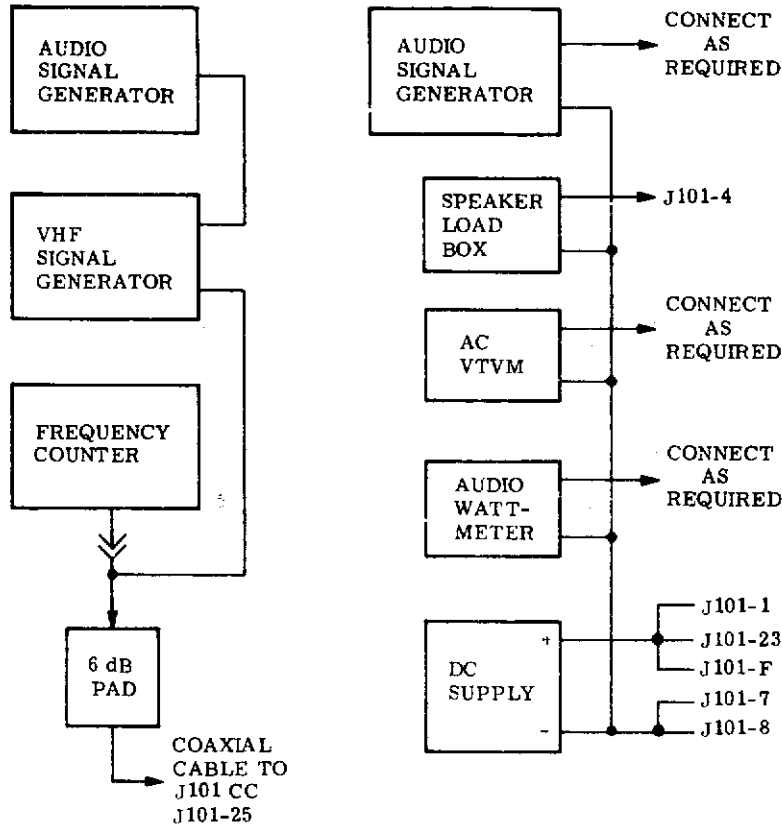 AUDIO
SIGNAL
GENERATOR
VHF
SIGNAL
GENERATOR
FREQUENCY
COUNTER
6 dB
PAD
COAXIAL
CABLE TO
J101 CC
J101-25
AUDIO
SIGNAL
GENERATOR
CONNECT
AS
REQUIRED
SPEAKER
LOAD
BOX
J101-4
AC
VTVM
CONNECT
AS
REQUIRED
AUDIO
WATT-
METER
CONNECT
AS
REQUIRED
DC
SUPPLY
+
-
J101-1
J101-23
J101-F
J101-7
J101-8